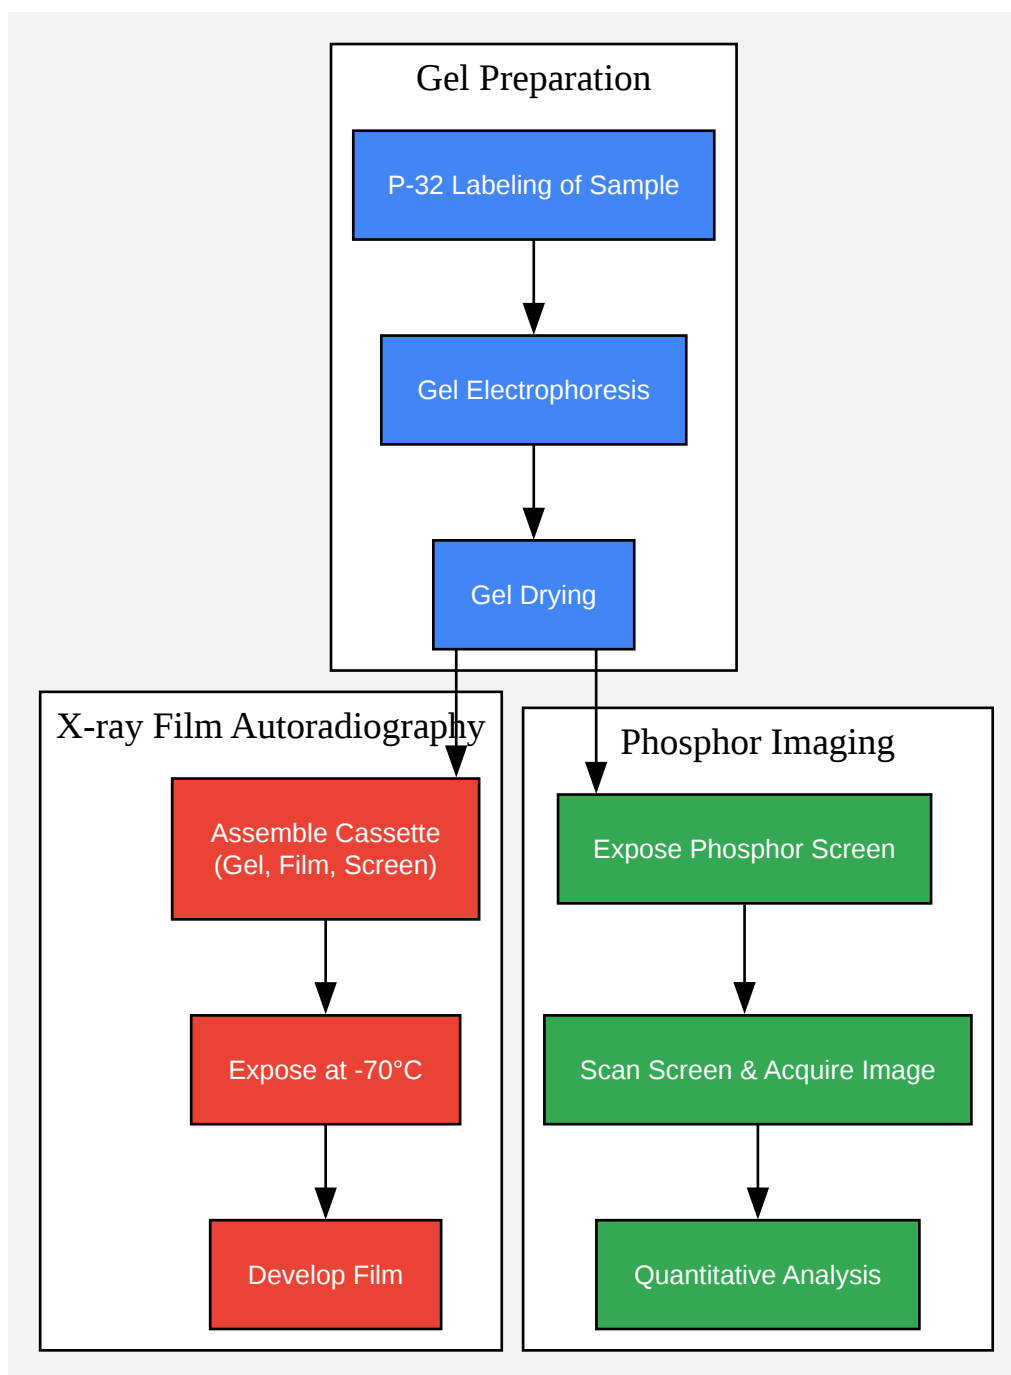 Gel Preparation
P-32 Labeling of Sample
Gel Electrophoresis
Gel Drying
X-ray Film Autoradiography
Assemble Cassette
(Gel, Film, Screen)
Expose at -70°C
Develop Film
Phosphor Imaging
Expose Phosphor Screen
Scan Screen & Acquire Image
Quantitative Analysis